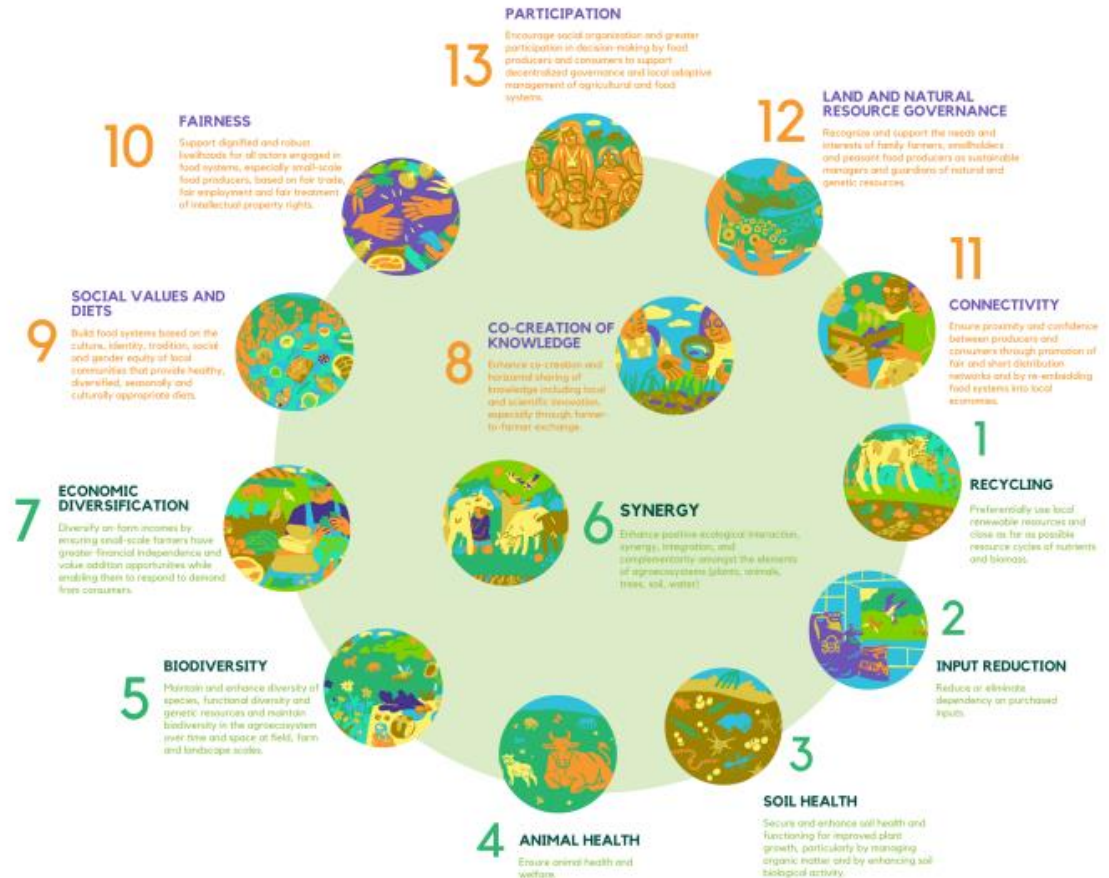 13
PARTICIPATION
Encourage social organization and greater
participation in decision-making by food
producers and consumers to support
decentralized governance and local adaptive
management of agricultural and food
systems.
12
LAND AND NATURAL
RESOURCE GOVERNANCE
Recognize and support the needs and
interests of family farmers, smallholders
and peasant food producers as sustainable
managers and guardians of natural and
genetic resources.
10
FAIRNESS
Support dignified and robust
livelihoods for all actors engaged in
food systems, especially small-scale
food producers, based on fair trade,
fair employment and fair treatment
of intellectual property rights.
11
CONNECTIVITY
Ensure proximity and confidence
between producers and
consumers through promotion of
fair and short distribution
networks and by re-embedding
food systems into local
economies.
9
SOCIAL VALUES AND
DIETS
Build food systems based on the
culture, identity, tradition, social
and gender equity of local
communities that provide healthy,
diversified, seasonally and
culturally appropriate diets.
8
CO-CREATION OF
KNOWLEDGE
Enhance co-creation and
horizontal sharing of
knowledge including local
and scientific innovation,
especially through farmer-
to-farmer exchange.
1
RECYCLING
Preferentially use local
renewable resources and
close as far as possible
resource cycles of nutrients
and biomass.
7
ECONOMIC
DIVERSIFICATION
Diversify on-farm incomes by
ensuring small-scale farmers have
greater financial independence and
value addition opportunities while
enabling them to respond to demand
from consumers.
6
SYNERGY
Enhance positive ecological interaction,
synergy, integration, and
complementarity amongst the elements
of agroecosystems (plants, animals,
trees, soil, water)
2
INPUT REDUCTION
Reduce or eliminate
dependency on purchased
inputs
5
BIODIVERSITY
Maintain and enhance diversity of
species, functional diversity and
genetic resources and maintain
biodiversity in the agroecosystem
over time and space at field, farm
and landscape scales.
3
SOIL HEALTH
Secure and enhance soil health and
functioning for improved plant
growth, particularly by managing
organic matter and by enhancing soil
biological activity.
4
ANIMAL HEALTH
Ensure animal health and
welfare.